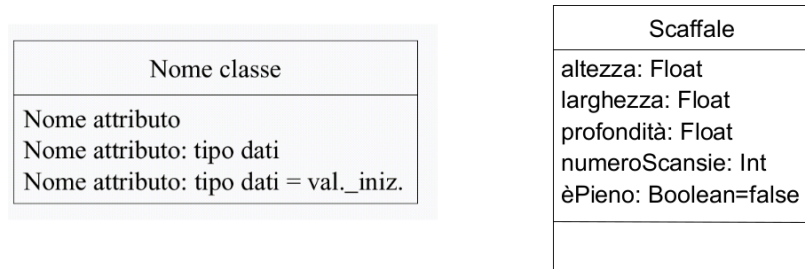 Nome classe
Nome attributo
Nome attributo: tipo dati
Nome attributo: tipo dati = val._iniz.
Scaffale
altezza: Float
larghezza: Float
profondità: Float
numeroScansie: Int
èPieno: Boolean=false